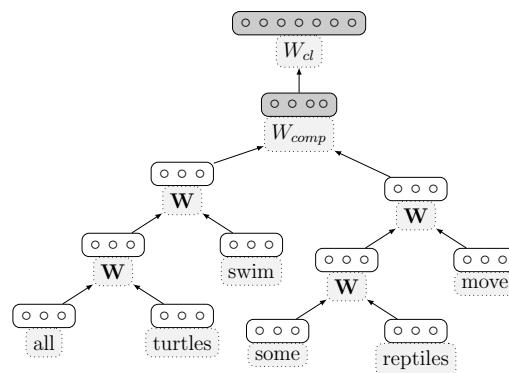 W_cl
W_comp
W
W
W
swim
W
move
all
turtles
some
reptiles